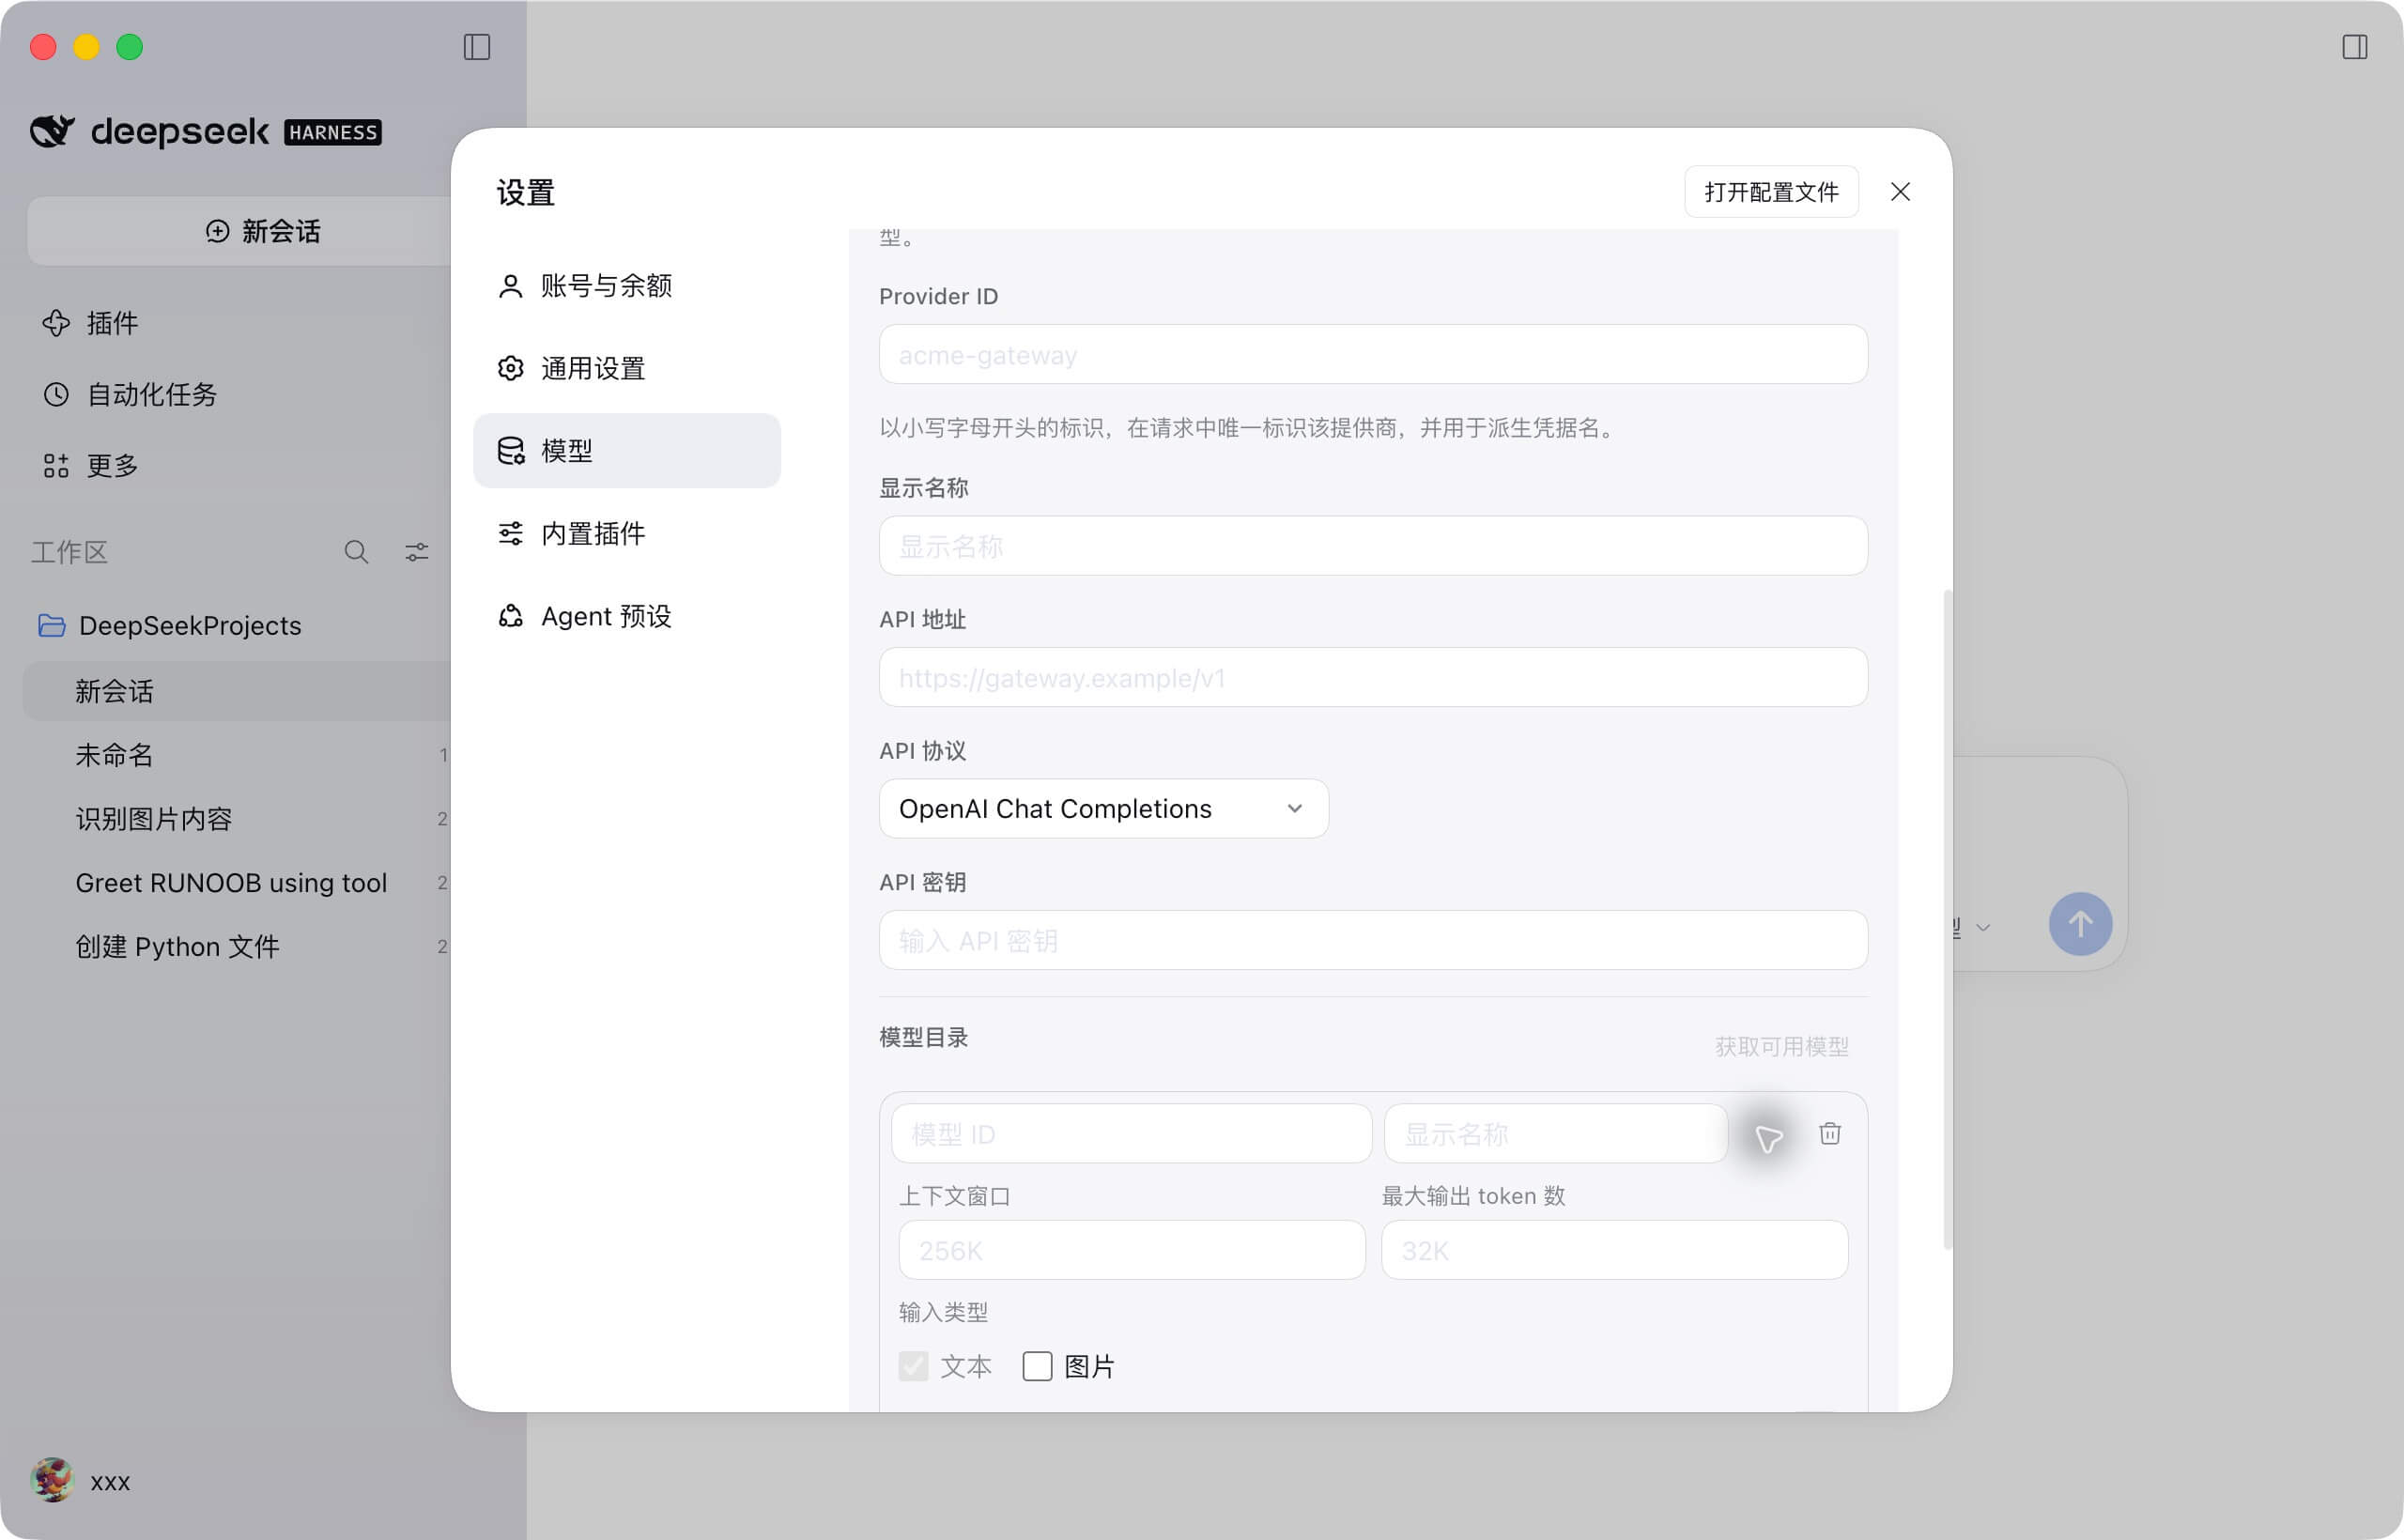 deepseek HARNESS
新会话
插件
自动化任务
更多
工作区
DeepSeekProjects
新会话
未命名 1
识别图片内容 2
Greet RUNOOB using tool 2
创建 Python 文件 2
xxx
设置
打开配置文件
账号与余额
通用设置
模型
内置插件
Agent 预设
型。
Provider ID
acme-gateway
以小写字母开头的标识，在请求中唯一标识该提供商，并用于派生凭据名。
显示名称
显示名称
API 地址
https://gateway.example/v1
API 协议
OpenAI Chat Completions
API 密钥
输入 API 密钥
模型目录
获取可用模型
模型 ID
显示名称
上下文窗口
最大输出 token 数
256K
32K
输入类型
文本
图片